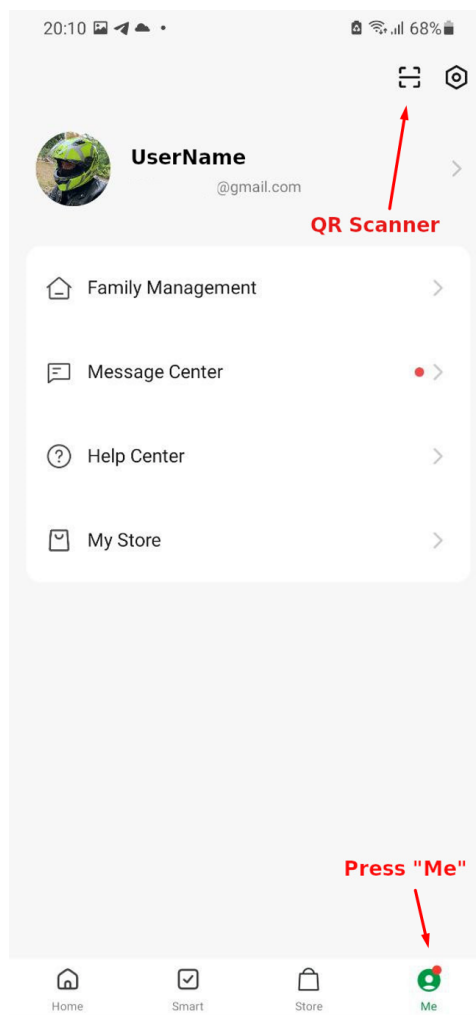 20:10 68%
UserName
@gmail.com
QR Scanner
Family Management
Message Center
Help Center
My Store
Press "Me"
Home Smart Store Me